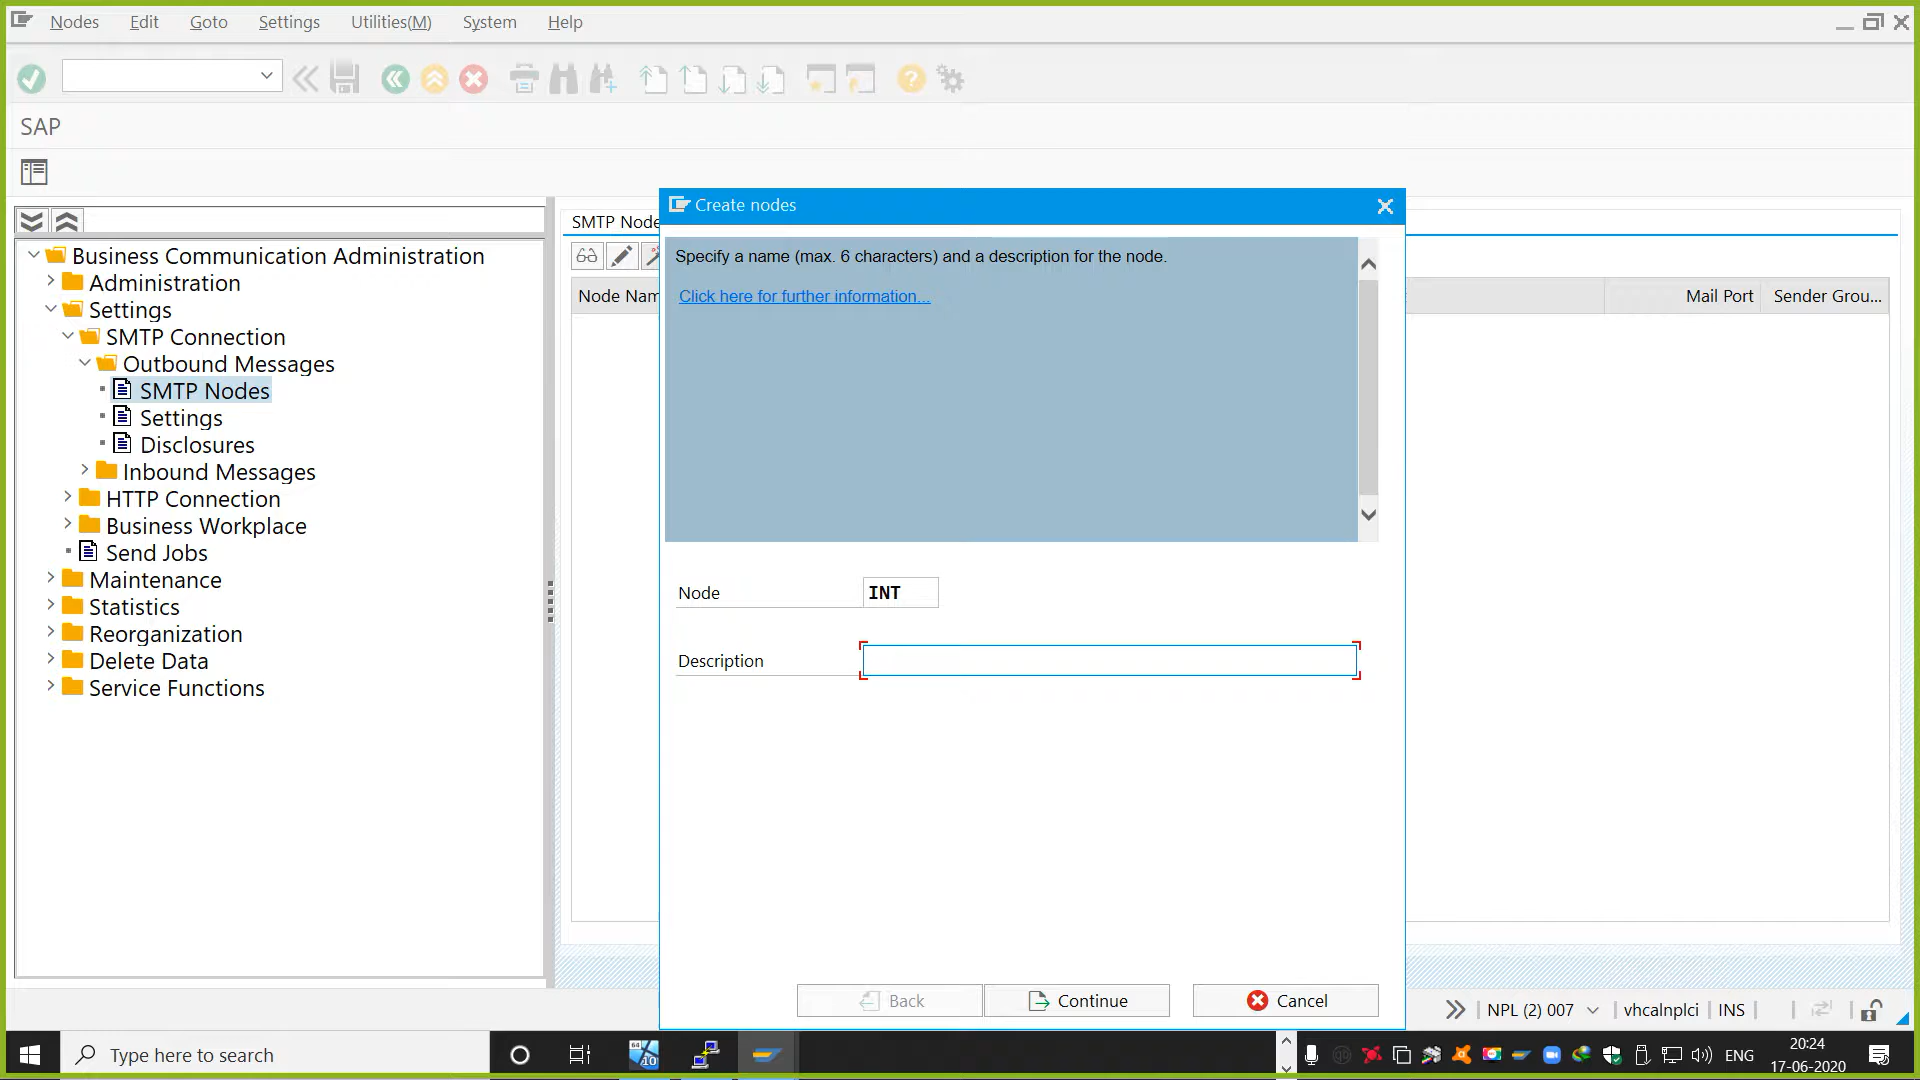 Nodes Edit Goto Settings Utilities(M) System Help
SAP
Business Communication Administration
Administration
Settings
SMTP Connection
Outbound Messages
SMTP Nodes
Settings
Disclosures
Inbound Messages
HTTP Connection
Business Workplace
Send Jobs
Maintenance
Statistics
Reorganization
Delete Data
Service Functions
SMTP Node
Node Nam
Mail Port Sender Grou...
Create nodes
Specify a name (max. 6 characters) and a description for the node.
Click here for further information...
Node INT
Description
Back Continue Cancel
NPL (2) 007 vhcalnplci INS
Type here to search
64 10
ENG
20:24
17-06-2020